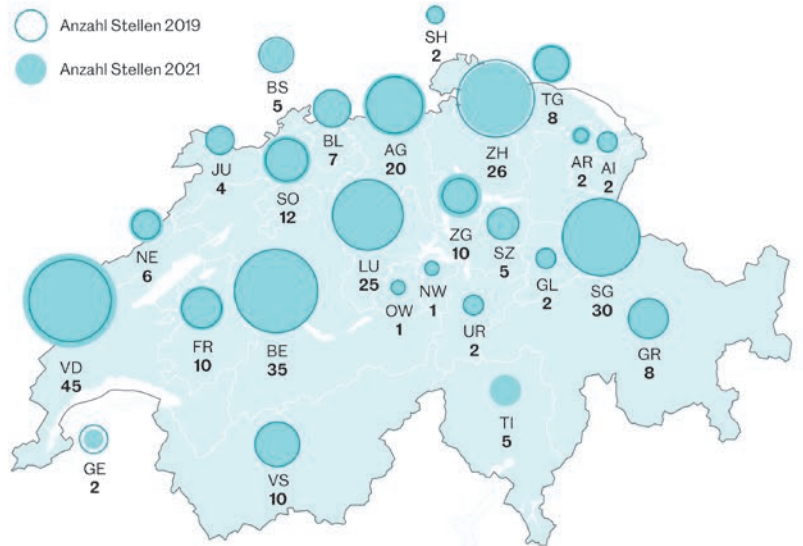 Anzahl Stellen 2019
Anzahl Stellen 2021
SH
2
BS
5
TG
8
BL
7
AG
20
ZH
26
AR
2
AI
2
JU
4
SO
12
NE
6
LU
25
ZG
10
SZ
5
GL
2
SG
30
OW
1
NW
1
UR
2
VD
45
FR
10
BE
35
GR
8
TI
5
GE
2
VS
10